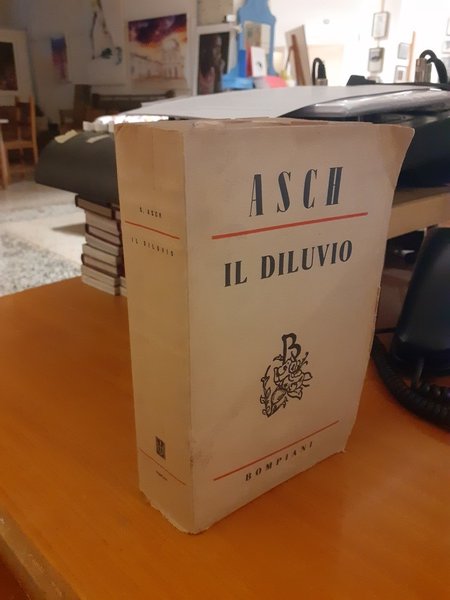 S. ASCH
IL DILUVIO
ASCH
IL DILUVIO
B
BOMPIANI